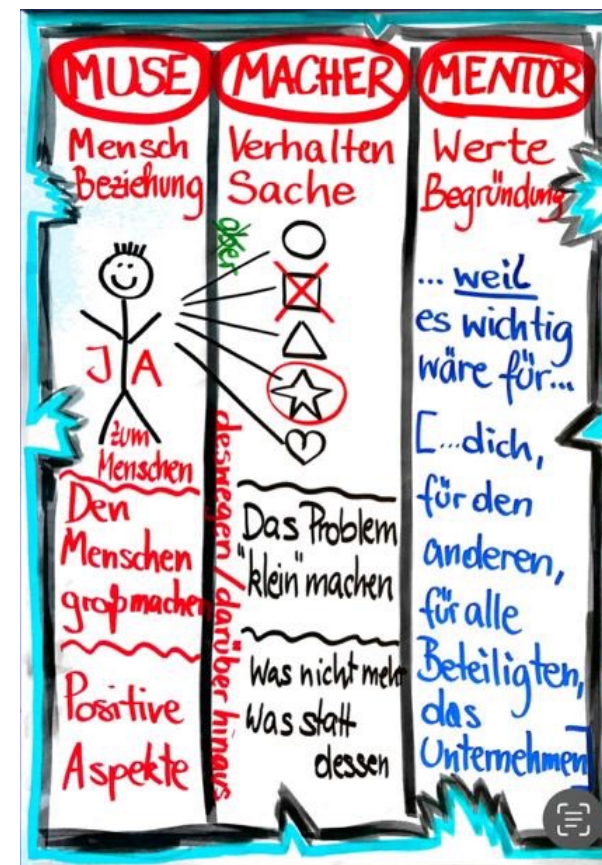 MUSE
Mensch
Beziehung
JA
zum
Menschen
Den
Menschen
großmachen
Positive
Aspekte
aber
deswegen / darüber hinaus
MACHER
Verhalten
Sache
Das Problem
"klein" machen
Was nicht mehr
Was statt
dessen
MENTOR
Werte
Begründung
... weil
es wichtig
wäre für...
[...dich,
für den
anderen,
für alle
Beteiligten,
das
Unternehmen]